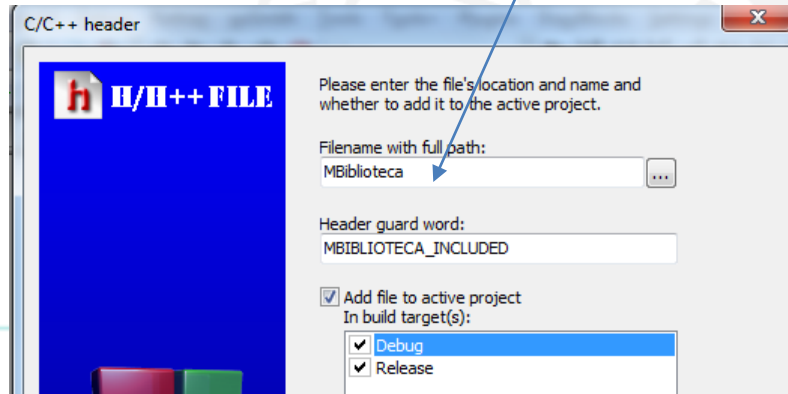 C/C++ header
h H/H++ FILE
Please enter the file's location and name and
whether to add it to the active project.
Filename with full path:
MBiblioteca
...
Header guard word:
MBIBLIOTECA_INCLUDED
Add file to active project
In build target(s):
Debug
Release